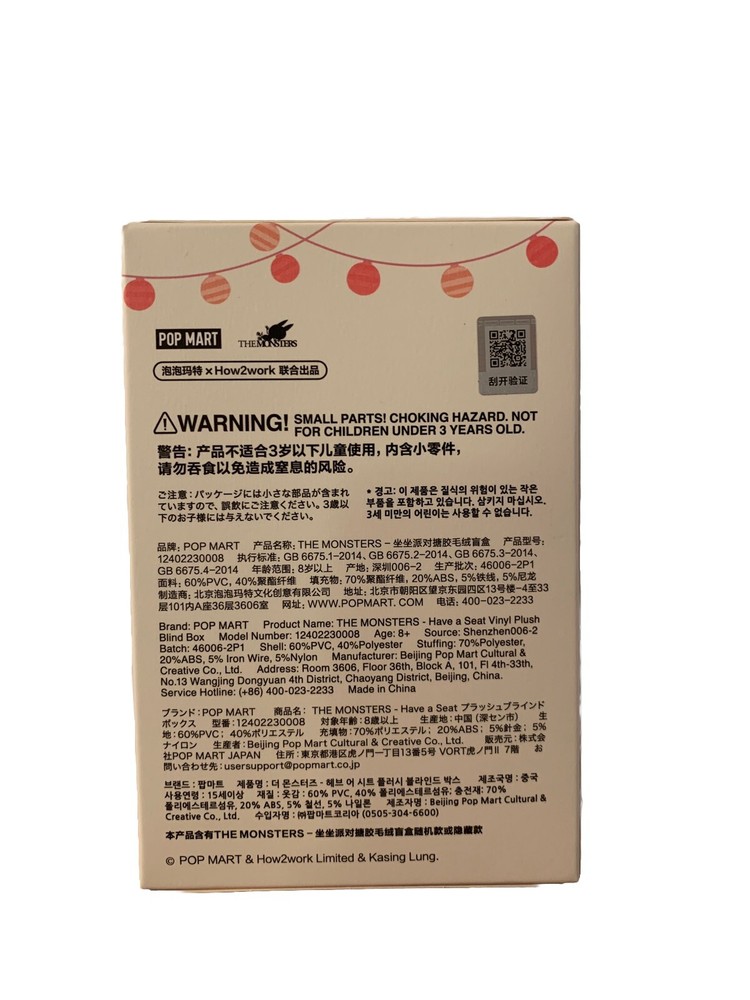 POP MART THE MONSTERS
泡泡玛特 × How2work 联合出品
刮开验证
WARNING! SMALL PARTS! CHOKING HAZARD. NOT
FOR CHILDREN UNDER 3 YEARS OLD.
警告: 产品不适合3岁以下儿童使用，内含小零件，
请勿吞食以免造成窒息的风险。
ご注意：パッケージには小さな部品が含まれ
ていますので、誤飲にご注意ください。3歳以
下のお子様には与えないでください。
• 경고: 이 제품은 질식의 위험이 있는 작은
부품을 포함하고 있습니다. 삼키지 마십시오.
3세 미만의 어린이는 사용할 수 없습니다.
品牌: POP MART 产品名称: THE MONSTERS – 坐坐派对搪胶毛绒盲盒 产品型号:
12402230008 执行标准: GB 6675.1–2014、GB 6675.2–2014、GB 6675.3–2014、
GB 6675.4–2014 年龄范围: 8岁以上 产地: 深圳006–2 生产批次: 46006-2P1
面料: 60%PVC, 40%聚酯纤维 填充物: 70%聚酯纤维, 20%ABS, 5%铁线, 5%尼龙
制造商: 北京泡泡玛特文化创意有限公司 地址: 北京市朝阳区望京东园四区13号楼-4至33
层101内A座36层3606室 网址: WWW.POPMART. COM 电话: 400-023-2233
Brand: POP MART Product Name: THE MONSTERS - Have a Seat Vinyl Plush
Blind Box Model Number: 12402230008 Age: 8+ Source: Shenzhen006-2
Batch: 46006-2P1 Shell: 60%PVC, 40%Polyester Stuffing: 70%Polyester,
20%ABS, 5% Iron Wire, 5%Nylon Manufacturer: Beijing Pop Mart Cultural &
Creative Co., Ltd. Address: Room 3606, Floor 36th, Block A, 101, Fl 4th-33th,
No.13 Wangjing Dongyuan 4th District, Chaoyang District, Beijing, China.
Service Hotline: (+86) 400-023-2233 Made in China
ブランド：POP MART 商品名： THE MONSTERS - Have a Seat プラッシュブラインド
ボックス 型番：12402230008 対象年齢：8歳以上 生産地：中国 (深セン市) 生
地：60%PVC； 40%ポリエステル 充填物：70%ポリエステル； 20%ABS； 5%針金； 5%
ナイロン 生産者：Beijing Pop Mart Cultural & Creative Co., Ltd. 販売元：株式会
社POP MART JAPAN 住所：東京都港区虎ノ門一丁目13番5号 VORT虎ノ門Ⅱ 7階 お
問い合わせ先：usersupport@popmart.co.jp
브랜드 : 팝마트 제품명 : 더 몬스터즈 - 헤브 어 시트 플러시 블라인드 박스 제조국명 : 중국
사용연령 : 15세이상 재질 : 옷감 : 60% PVC, 40% 폴리에스테르섬유; 충전재: 70%
폴리에스테르섬유, 20% ABS, 5% 철선, 5% 나일론 제조자명 : Beijing Pop Mart Cultural &
Creative Co., Ltd. 수입자명 : ㈜팝마트코리아 (0505-304-6600)
本产品含有THE MONSTERS – 坐坐派对搪胶毛绒盲盒随机款或隐藏款
© POP MART & How2work Limited & Kasing Lung.